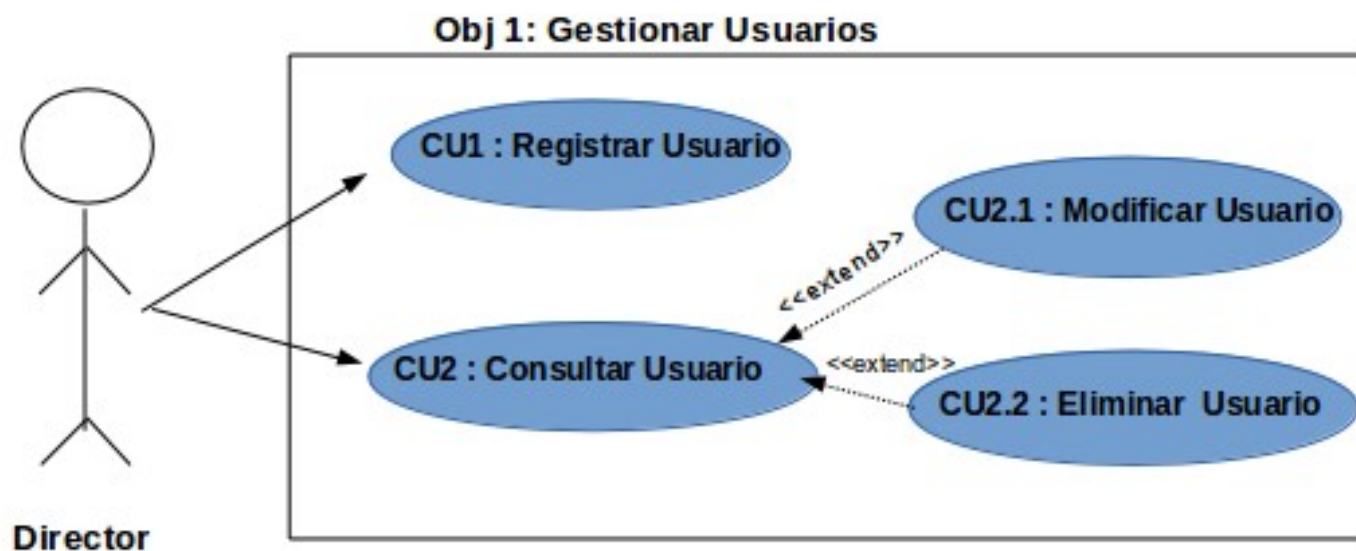 Obj 1: Gestionar Usuarios
CU1 : Registrar Usuario
CU2.1 : Modificar Usuario
<<extend>>
CU2 : Consultar Usuario
<<extend>>
CU2.2 : Eliminar Usuario
Director